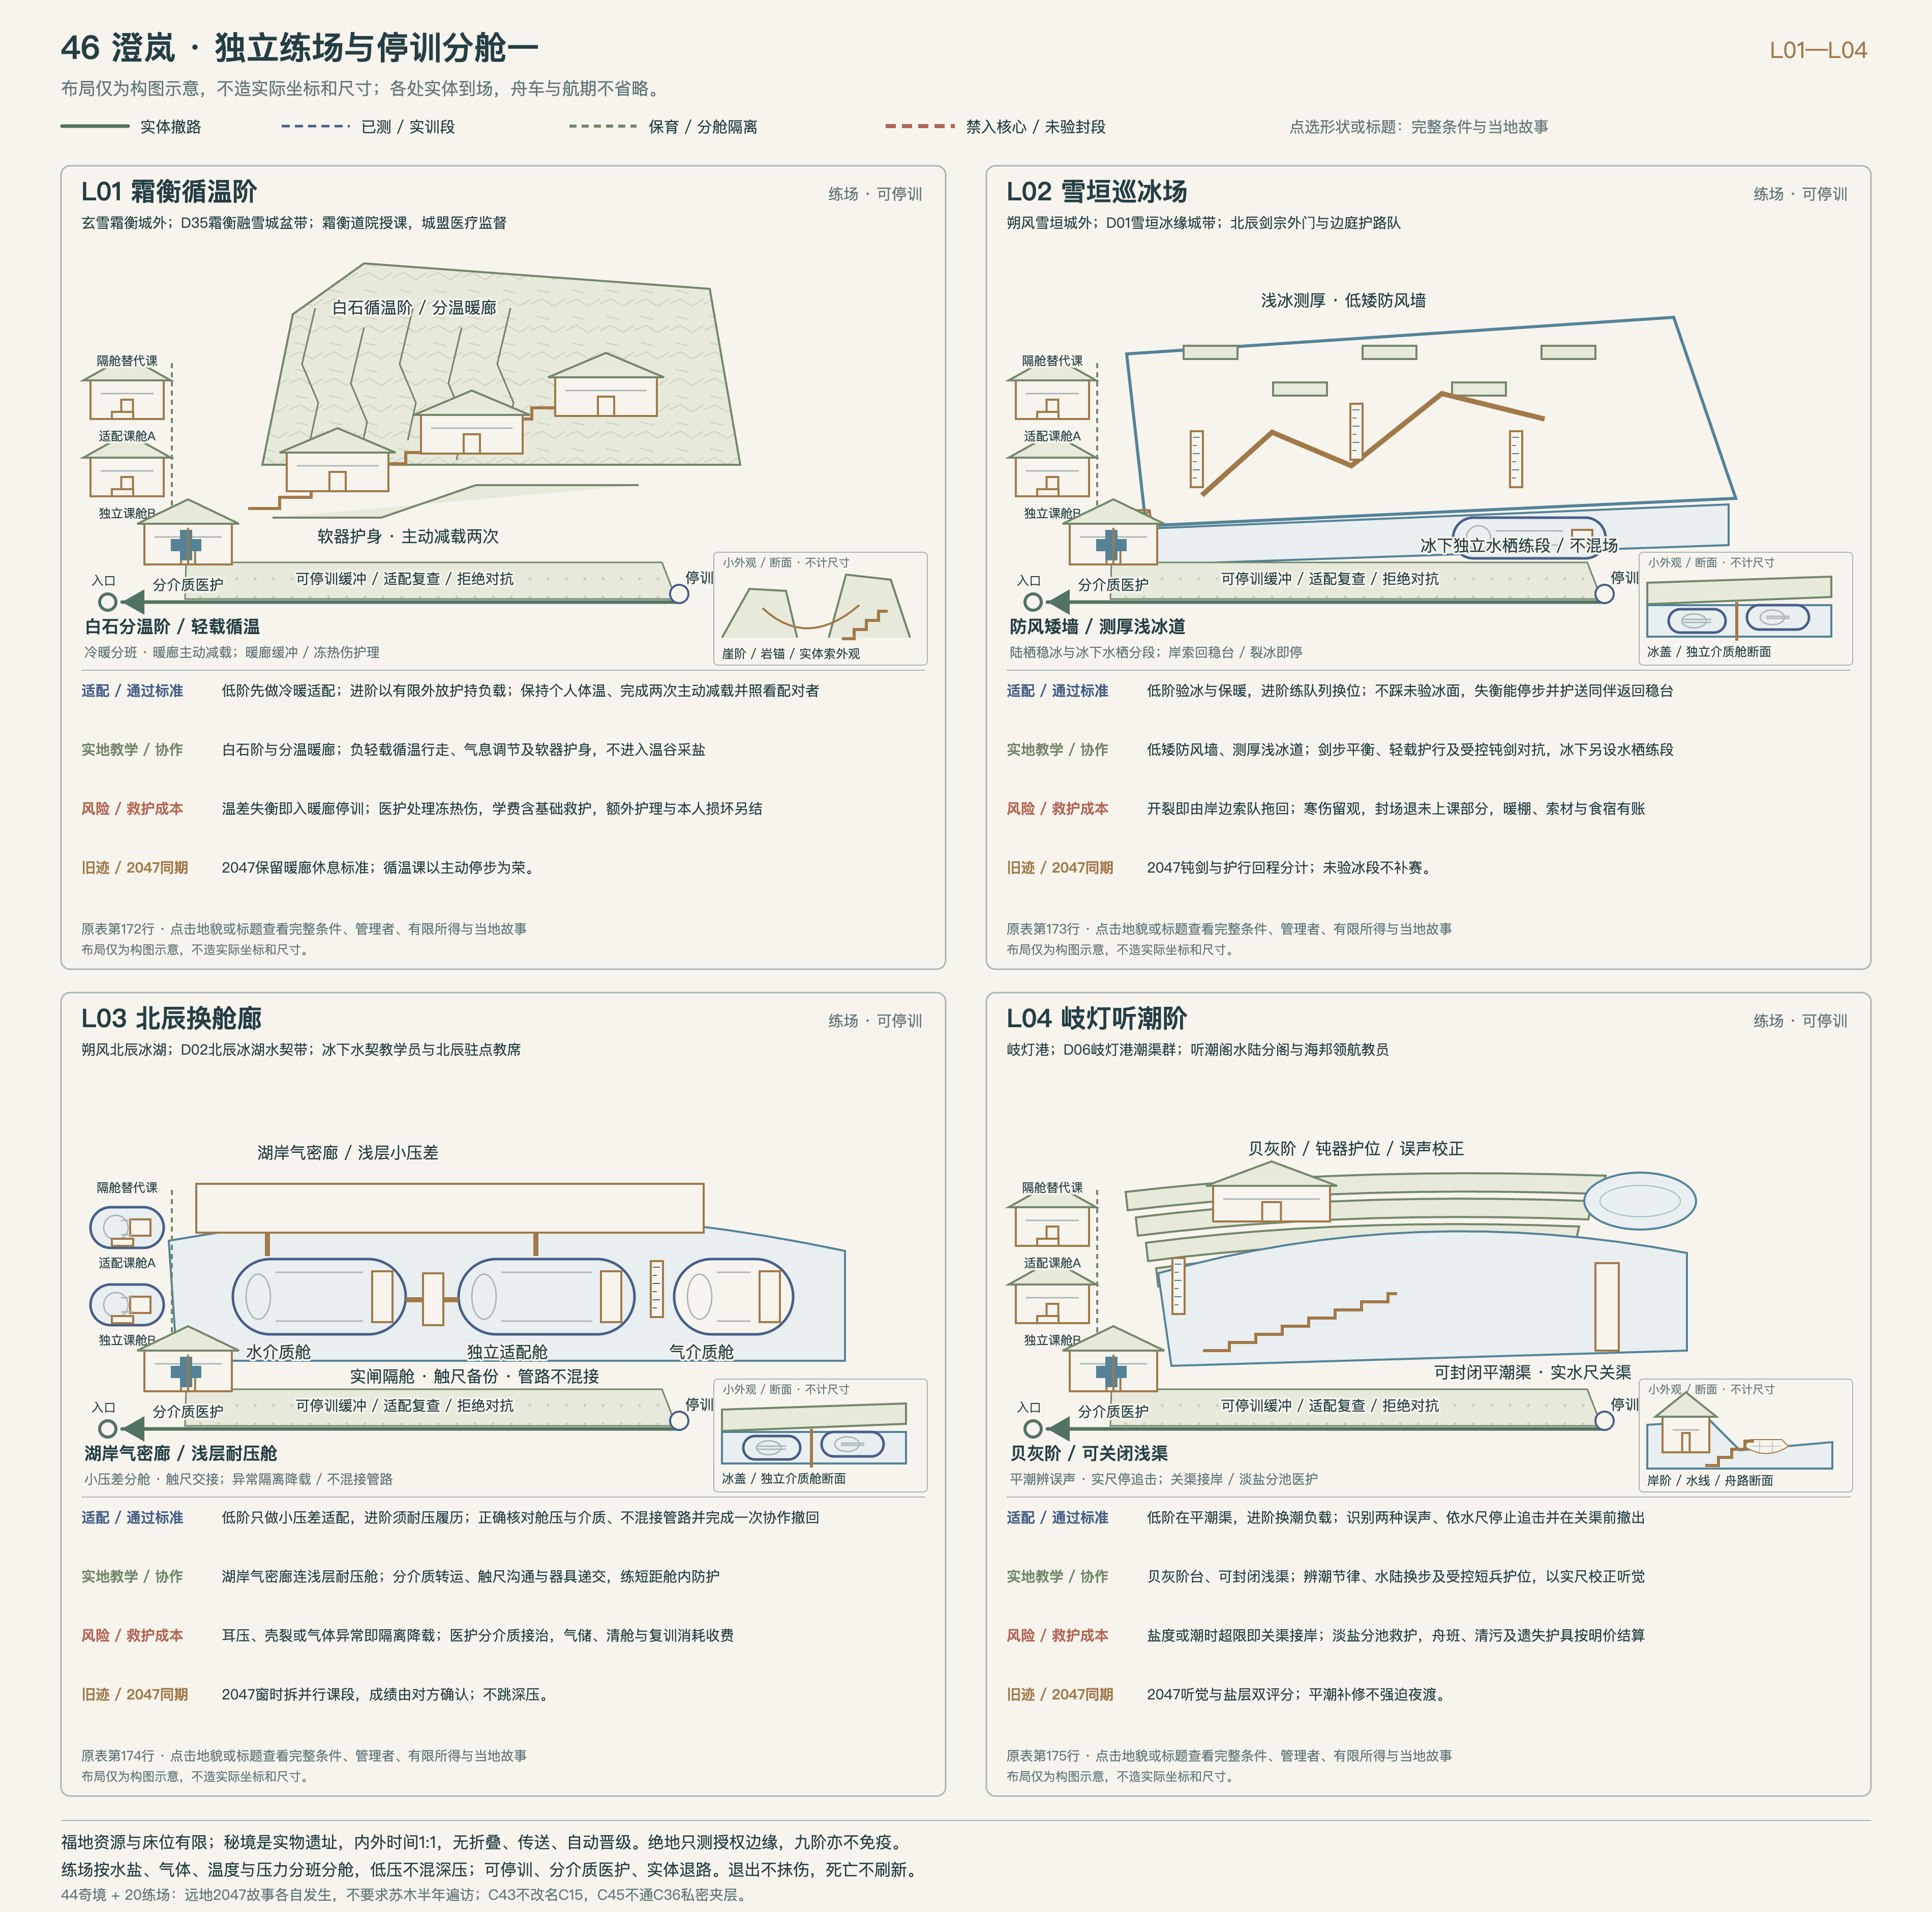 46 澄岚 · 独立练场与停训分舱一
L01—L04
布局仅为构图示意，不造实际坐标和尺寸；各处实体到场，舟车与航期不省略。
实体撤路
已测 / 实训段
保育 / 分舱隔离
禁入核心 / 未验封段
点选形状或标题：完整条件与当地故事
L01 霜衡循温阶
练场 · 可停训
玄雪霜衡城外；D35霜衡融雪城盆带；霜衡道院授课，城盟医疗监督
白石循温阶 / 分温暖廊
隔舱替代课
适配课舱A
独立课舱B
软器护身 · 主动减载两次
入口
分介质医护
可停训缓冲 / 适配复查 / 拒绝对抗
停训
小外观 / 断面 · 不计尺寸
崖阶 / 岩锚 / 实体索外观
白石分温阶 / 轻载循温
冷暖分班 · 暖廊主动减载；暖廊缓冲 / 冻热伤护理
适配 / 通过标准
低阶先做冷暖适配；进阶以有限外放护持负载；保持个人体温、完成两次主动减载并照看配对者
实地教学 / 协作
白石阶与分温暖廊；负轻载循温行走、气息调节及软器护身，不进入温谷采盐
风险 / 救护成本
温差失衡即入暖廊停训；医护处理冻热伤，学费含基础救护，额外护理与本人损坏另结
旧迹 / 2047同期
2047保留暖廊休息标准；循温课以主动停步为荣。
原表第172行 · 点击地貌或标题查看完整条件、管理者、有限所得与当地故事
布局仅为构图示意，不造实际坐标和尺寸。
L02 雪垣巡冰场
练场 · 可停训
朔风雪垣城外；D01雪垣冰缘城带；北辰剑宗外门与边庭护路队
浅冰测厚 · 低矮防风墙
隔舱替代课
适配课舱A
独立课舱B
冰下独立水栖练段 / 不混场
入口
分介质医护
可停训缓冲 / 适配复查 / 拒绝对抗
停训
小外观 / 断面 · 不计尺寸
冰盖 / 独立介质舱断面
防风矮墙 / 测厚浅冰道
陆栖稳冰与冰下水栖分段；岸索回稳台 / 裂冰即停
适配 / 通过标准
低阶验冰与保暖，进阶练队列换位；不踩未验冰面，失衡能停步并护送同伴返回稳台
实地教学 / 协作
低矮防风墙、测厚浅冰道；剑步平衡、轻载护行及受控钝剑对抗，冰下另设水栖练段
风险 / 救护成本
开裂即由岸边索队拖回；寒伤留观，封场退未上课部分，暖棚、索材与食宿有账
旧迹 / 2047同期
2047钝剑与护行回程分计；未验冰段不补赛。
原表第173行 · 点击地貌或标题查看完整条件、管理者、有限所得与当地故事
布局仅为构图示意，不造实际坐标和尺寸。
L03 北辰换舱廊
练场 · 可停训
朔风北辰冰湖；D02北辰冰湖水契带；冰下水契教学员与北辰驻点教席
湖岸气密廊 / 浅层小压差
隔舱替代课
适配课舱A
独立课舱B
水介质舱
独立适配舱
气介质舱
实闸隔舱 · 触尺备份 · 管路不混接
入口
分介质医护
可停训缓冲 / 适配复查 / 拒绝对抗
停训
小外观 / 断面 · 不计尺寸
冰盖 / 独立介质舱断面
湖岸气密廊 / 浅层耐压舱
小压差分舱 · 触尺交接；异常隔离降载 / 不混接管路
适配 / 通过标准
低阶只做小压差适配，进阶须耐压履历；正确核对舱压与介质、不混接管路并完成一次协作撤回
实地教学 / 协作
湖岸气密廊连浅层耐压舱；分介质转运、触尺沟通与器具递交，练短距舱内防护
风险 / 救护成本
耳压、壳裂或气体异常即隔离降载；医护分介质接治，气储、清舱与复训消耗收费
旧迹 / 2047同期
2047窗时拆并行课段，成绩由对方确认；不跳深压。
原表第174行 · 点击地貌或标题查看完整条件、管理者、有限所得与当地故事
布局仅为构图示意，不造实际坐标和尺寸。
L04 岐灯听潮阶
练场 · 可停训
岐灯港；D06岐灯港潮渠群；听潮阁水陆分阁与海邦领航教员
贝灰阶 / 钝器护位 / 误声校正
隔舱替代课
适配课舱A
独立课舱B
可封闭平潮渠 · 实水尺关渠
入口
分介质医护
可停训缓冲 / 适配复查 / 拒绝对抗
停训
小外观 / 断面 · 不计尺寸
岸阶 / 水线 / 舟路断面
贝灰阶 / 可关闭浅渠
平潮辨误声 · 实尺停追击；关渠接岸 / 淡盐分池医护
适配 / 通过标准
低阶在平潮渠，进阶换潮负载；识别两种误声、依水尺停止追击并在关渠前撤出
实地教学 / 协作
贝灰阶台、可封闭浅渠；辨潮节律、水陆换步及受控短兵护位，以实尺校正听觉
风险 / 救护成本
盐度或潮时超限即关渠接岸；淡盐分池救护，舟班、清污及遗失护具按明价结算
旧迹 / 2047同期
2047听觉与盐层双评分；平潮补修不强迫夜渡。
原表第175行 · 点击地貌或标题查看完整条件、管理者、有限所得与当地故事
布局仅为构图示意，不造实际坐标和尺寸。
福地资源与床位有限；秘境是实物遗址，内外时间1:1，无折叠、传送、自动晋级。绝地只测授权边缘，九阶亦不免疫。
练场按水盐、气体、温度与压力分班分舱，低压不混深压；可停训、分介质医护、实体退路。退出不抹伤，死亡不刷新。
44奇境 + 20练场：远地2047故事各自发生，不要求苏木半年遍访；C43不改名C15，C45不通C36私密夹层。